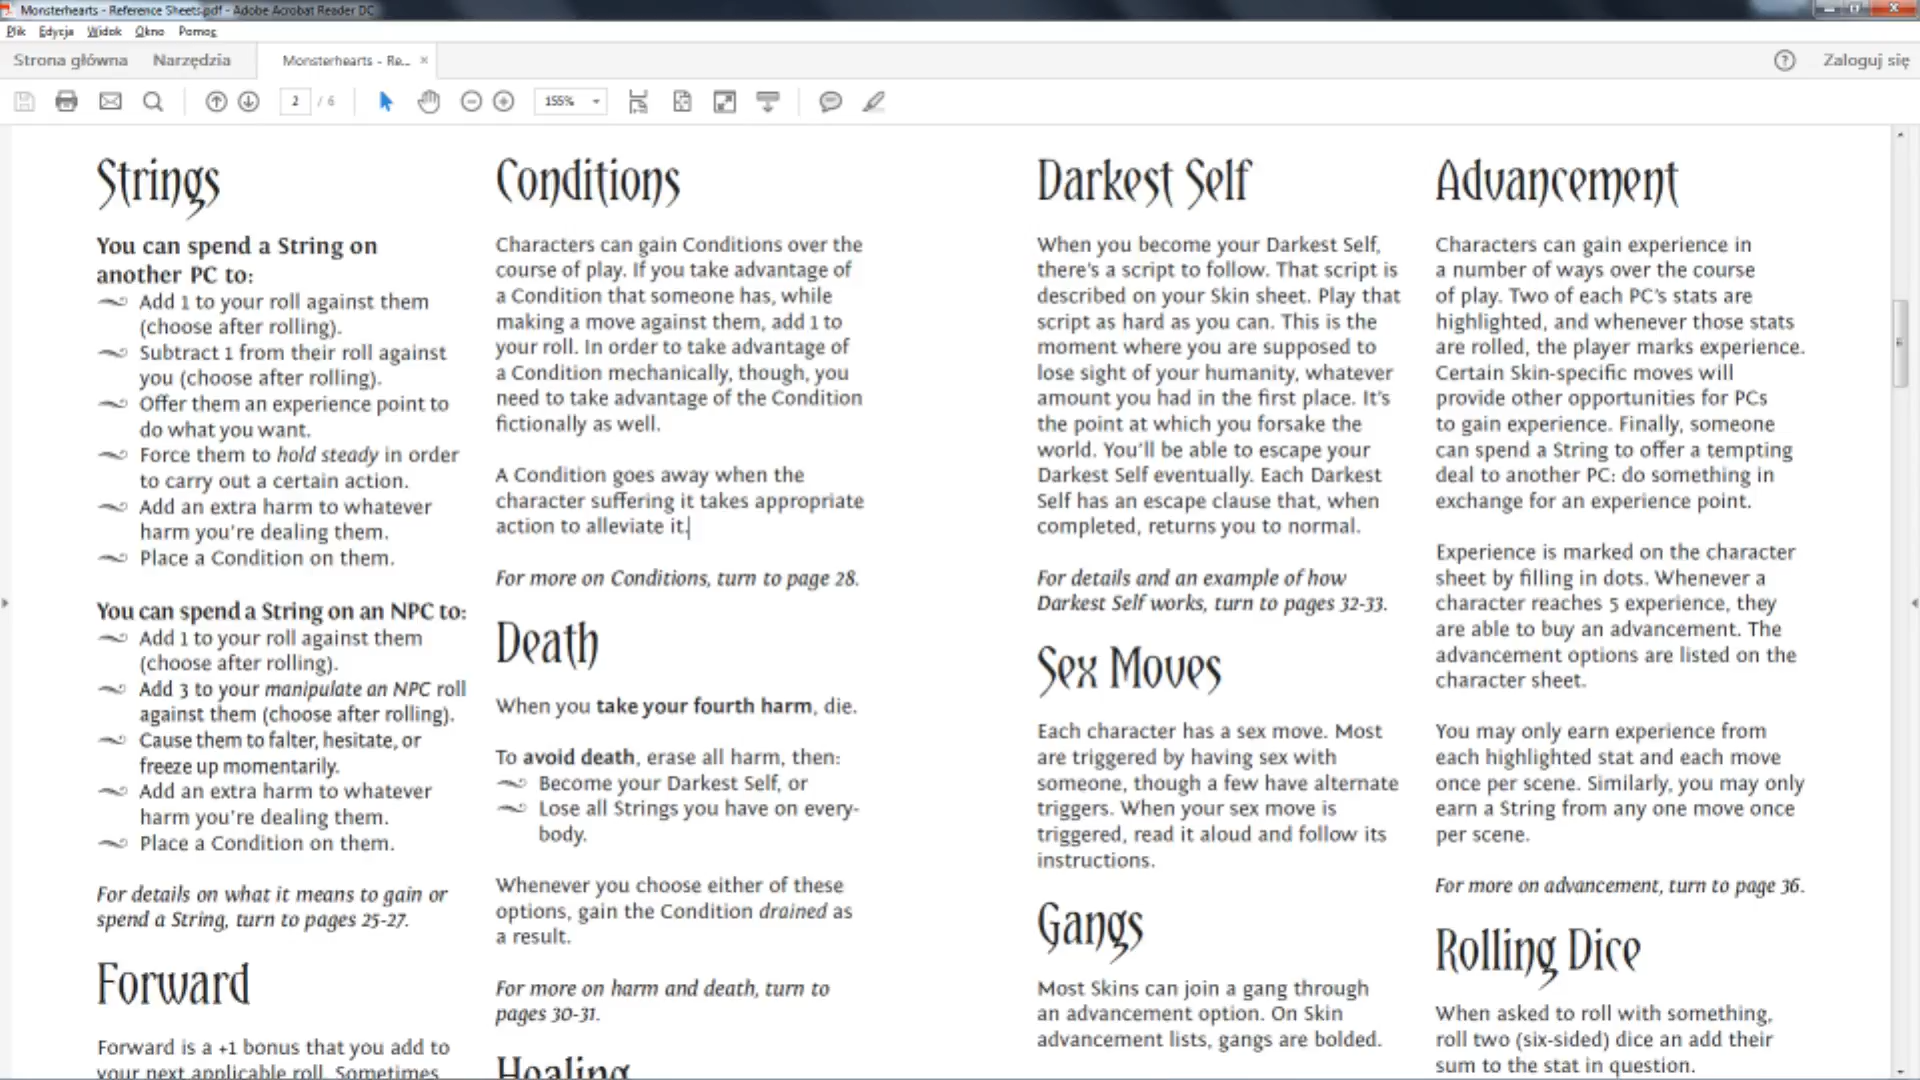 Monsterhearts - Reference Sheets.pdf - Adobe Acrobat Reader DC
Plik Edycja Widok Okno Pomoc
Strona główna Narzędzia Monsterhearts - Re... × Zaloguj się
2 / 6 155%
Strings
You can spend a String on
another PC to:
Add 1 to your roll against them
(choose after rolling).
Subtract 1 from their roll against
you (choose after rolling).
Offer them an experience point to
do what you want.
Force them to hold steady in order
to carry out a certain action.
Add an extra harm to whatever
harm you're dealing them.
Place a Condition on them.
You can spend a String on an NPC to:
Add 1 to your roll against them
(choose after rolling).
Add 3 to your manipulate an NPC roll
against them (choose after rolling).
Cause them to falter, hesitate, or
freeze up momentarily.
Add an extra harm to whatever
harm you're dealing them.
Place a Condition on them.
For details on what it means to gain or
spend a String, turn to pages 25-27.
Forward
Forward is a +1 bonus that you add to
your next applicable roll. Sometimes
Conditions
Characters can gain Conditions over the
course of play. If you take advantage of
a Condition that someone has, while
making a move against them, add 1 to
your roll. In order to take advantage of
a Condition mechanically, though, you
need to take advantage of the Condition
fictionally as well.
A Condition goes away when the
character suffering it takes appropriate
action to alleviate it.
For more on Conditions, turn to page 28.
Death
When you take your fourth harm, die.
To avoid death, erase all harm, then:
Become your Darkest Self, or
Lose all Strings you have on every-
body.
Whenever you choose either of these
options, gain the Condition drained as
a result.
For more on harm and death, turn to
pages 30-31.
Healing
Darkest Self
When you become your Darkest Self,
there's a script to follow. That script is
described on your Skin sheet. Play that
script as hard as you can. This is the
moment where you are supposed to
lose sight of your humanity, whatever
amount you had in the first place. It's
the point at which you forsake the
world. You'll be able to escape your
Darkest Self eventually. Each Darkest
Self has an escape clause that, when
completed, returns you to normal.
For details and an example of how
Darkest Self works, turn to pages 32-33.
Sex Moves
Each character has a sex move. Most
are triggered by having sex with
someone, though a few have alternate
triggers. When your sex move is
triggered, read it aloud and follow its
instructions.
Gangs
Most Skins can join a gang through
an advancement option. On Skin
advancement lists, gangs are bolded.
Advancement
Characters can gain experience in
a number of ways over the course
of play. Two of each PC's stats are
highlighted, and whenever those stats
are rolled, the player marks experience.
Certain Skin-specific moves will
provide other opportunities for PCs
to gain experience. Finally, someone
can spend a String to offer a tempting
deal to another PC: do something in
exchange for an experience point.
Experience is marked on the character
sheet by filling in dots. Whenever a
character reaches 5 experience, they
are able to buy an advancement. The
advancement options are listed on the
character sheet.
You may only earn experience from
each highlighted stat and each move
once per scene. Similarly, you may only
earn a String from any one move once
per scene.
For more on advancement, turn to page 36.
Rolling Dice
When asked to roll with something,
roll two (six-sided) dice an add their
sum to the stat in question.